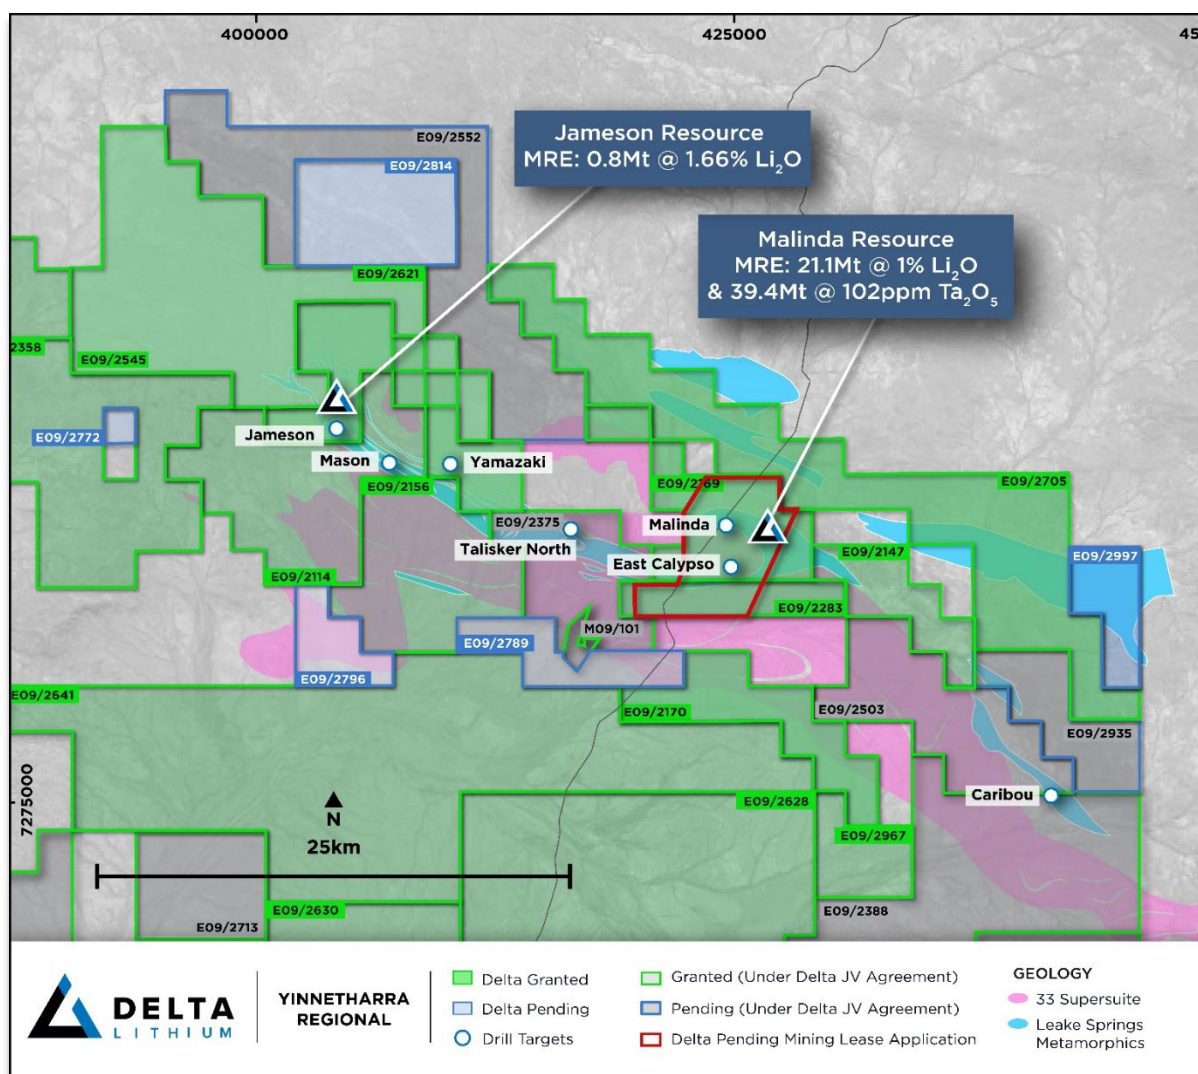 400000
425000
45
E09/2552
Jameson Resource
MRE: 0.8Mt @ 1.66% Li₂O
E09/2814
Malinda Resource
MRE: 21.1Mt @ 1% Li₂O
& 39.4Mt @ 102ppm Ta₂O₅
E09/2621
2358
E09/2545
E09/2772
Jameson
Mason
Yamazaki
E09/2156
E09/2169
E09/2705
E09/2375
Talisker North
Malinda
East Calypso
E09/2147
E09/2997
E09/2114
E09/2283
M09/101
E09/2789
E09/2796
E09/2641
E09/2170
E09/2503
E09/2935
7275000
Caribou
N
25km
E09/2628
E09/2967
E09/2713
E09/2630
E09/2388
DELTA
LITHIUM
YINNETHARRA
REGIONAL
Delta Granted
Delta Pending
Drill Targets
Granted (Under Delta JV Agreement)
Pending (Under Delta JV Agreement)
Delta Pending Mining Lease Application
GEOLOGY
33 Supersuite
Leake Springs
Metamorphics